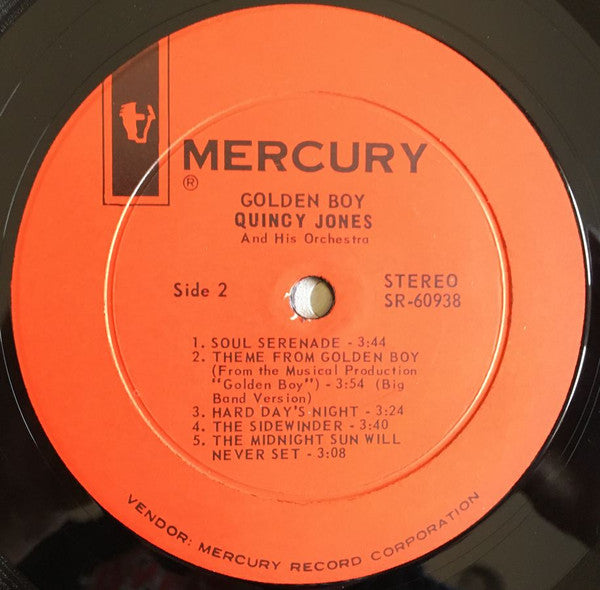 MERCURY
®
GOLDEN BOY
QUINCY JONES
And His Orchestra
Side 2
STEREO
SR-60938
1. SOUL SERENADE - 3:44
2. THEME FROM GOLDEN BOY
(From the Musical Production
"Golden Boy") - 3:54 (Big
Band Version)
3. HARD DAY'S NIGHT - 3:24
4. THE SIDEWINDER - 3:40
5. THE MIDNIGHT SUN WILL
NEVER SET - 3:08
VENDOR: MERCURY RECORD CORPORATION